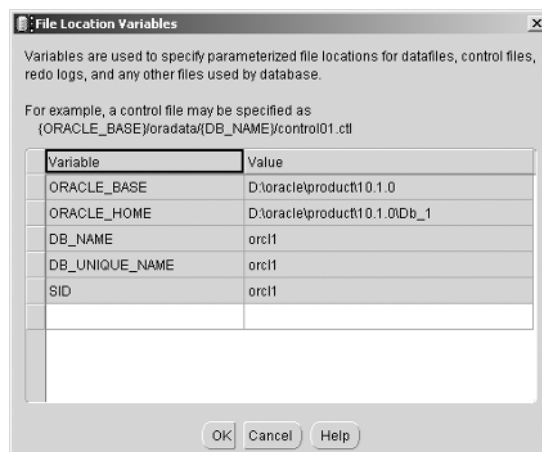 File Location Variables
Variables are used to specify parameterized file locations for datafiles, control files,
redo logs, and any other files used by database.
For example, a control file may be specified as
{ORACLE_BASE}/oradata/{DB_NAME}/control01.ctl
Variable Value
ORACLE_BASE D:\oracle\product\10.1.0
ORACLE_HOME D:\oracle\product\10.1.0\Db_1
DB_NAME orcl1
DB_UNIQUE_NAME orcl1
SID orcl1
OK Cancel Help